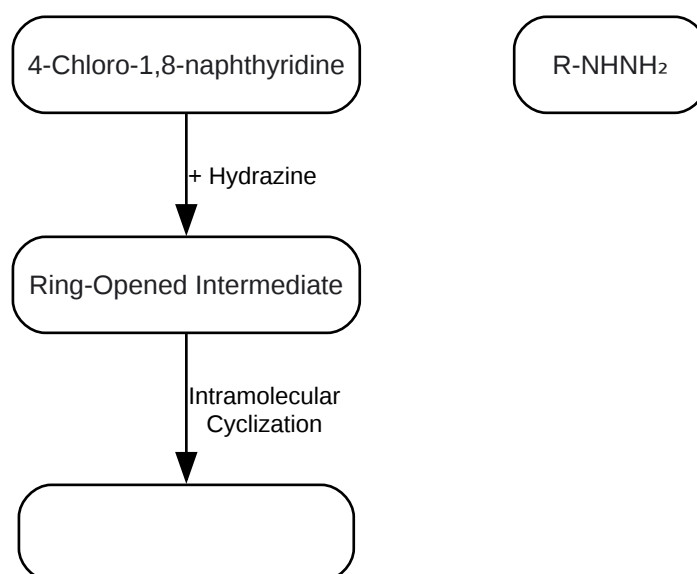 4-Chloro-1,8-naphthyridine
R-NHNH₂
+ Hydrazine
Ring-Opened Intermediate
Intramolecular
Cyclization